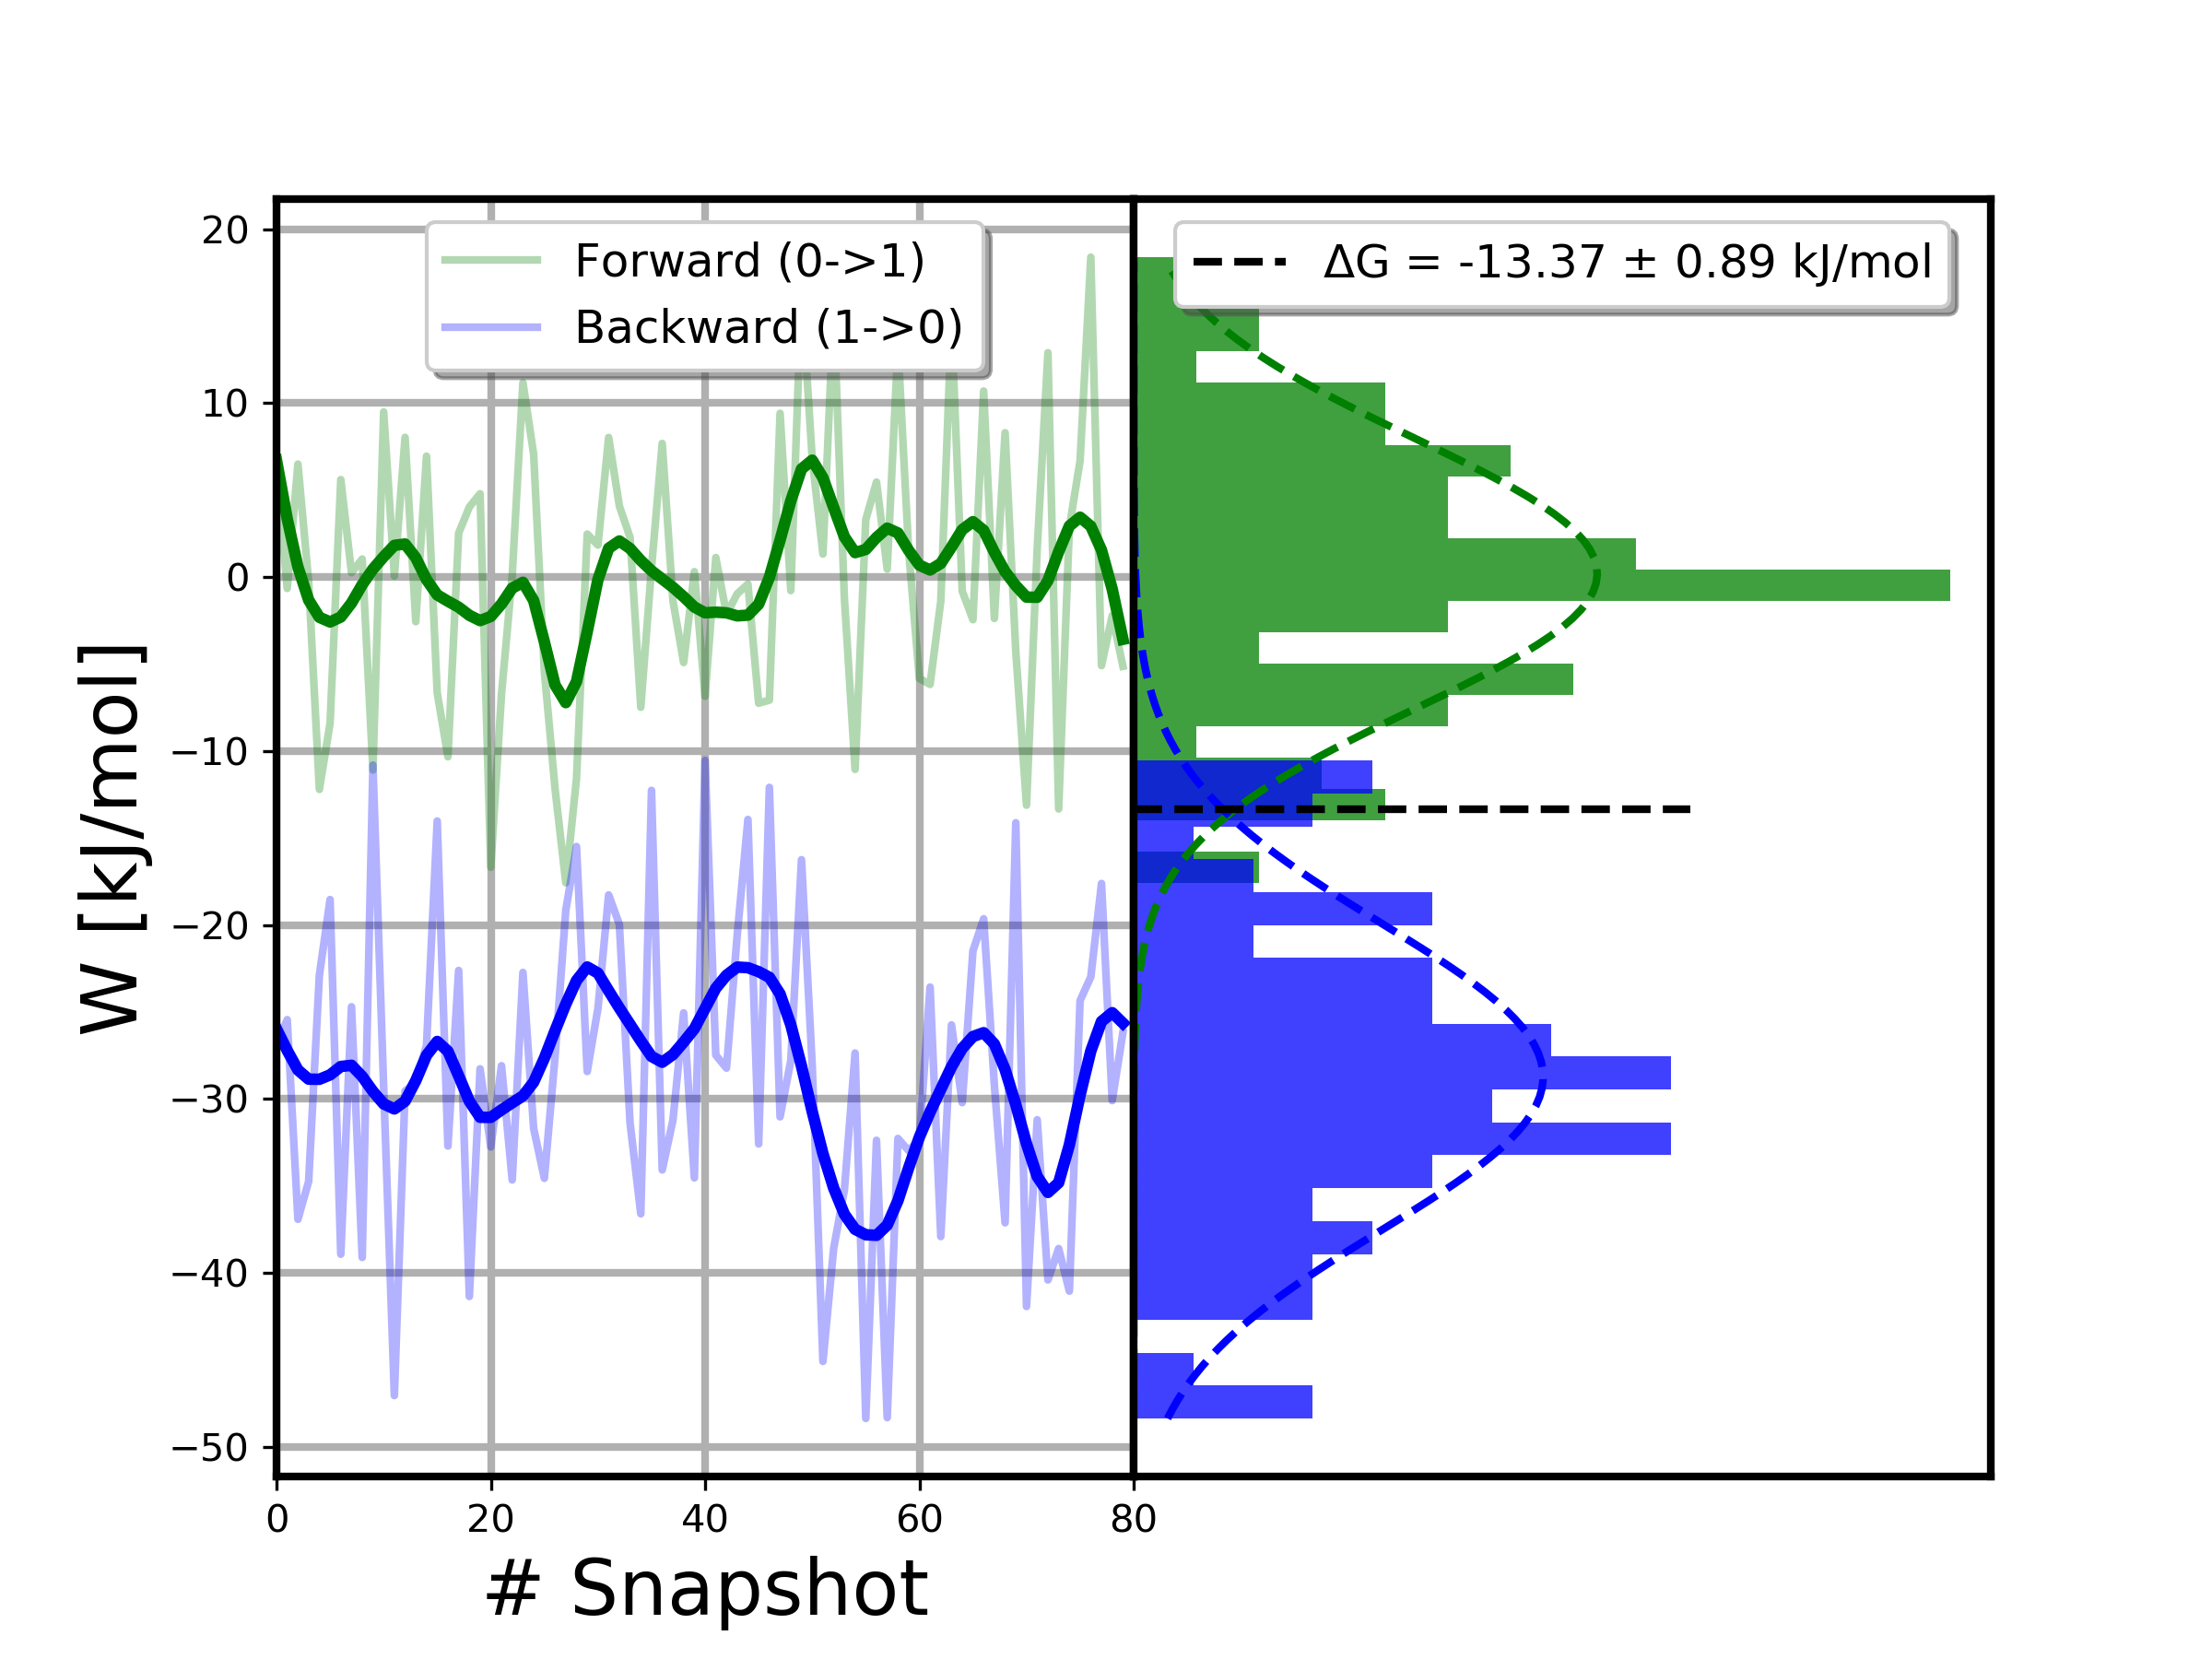 Forward (0->1)
Backward (1->0)
ΔG = -13.37 ± 0.89 kJ/mol
W [kJ/mol]
20
10
0
−10
−20
−30
−40
−50
0 20 40 60 80
# Snapshot